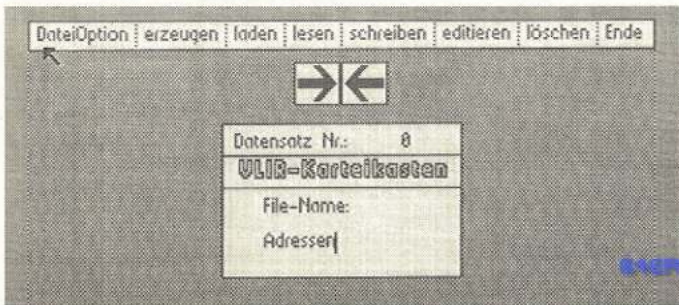 DateiOption erzeugen laden lesen schreiben editieren löschen Ende
Datensatz Nr.: 0
VLIR-Karteikasten
File-Name:
Adressen